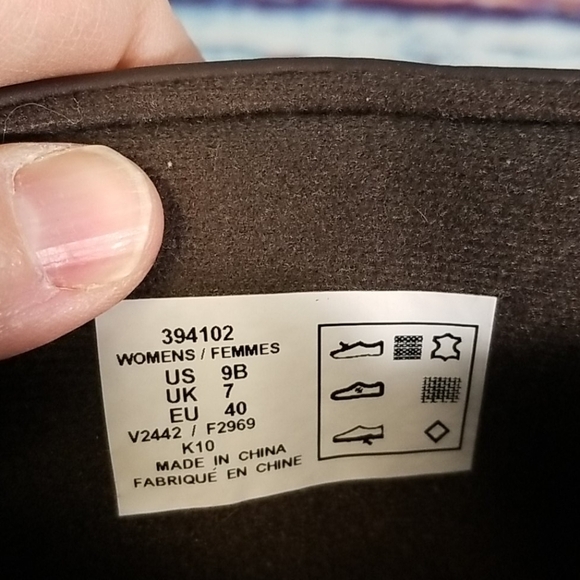 394102
WOMENS / FEMMES
US 9B
UK 7
EU 40
V2442 / F2969
K10
MADE IN CHINA
FABRIQUÉ EN CHINE